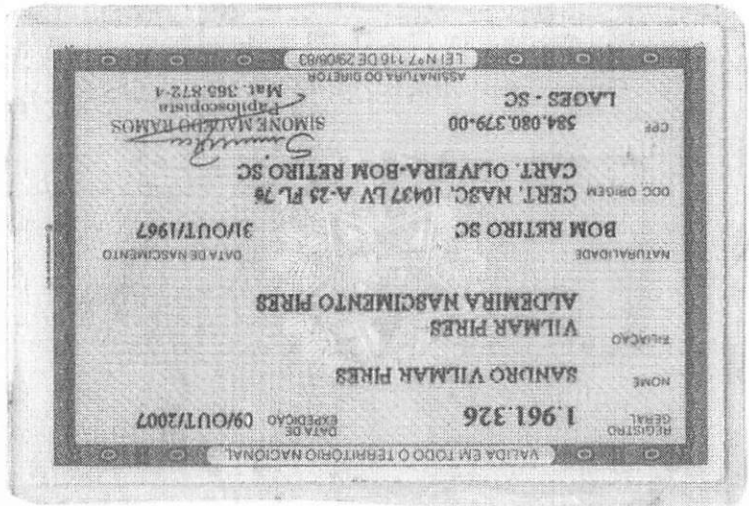 VÁLIDA EM TODO O TERRITÓRIO NACIONAL
REGISTRO GERAL 1.961.326 DATA DE EXPEDIÇÃO 09/OUT/2007
NOME SANDRO VILMAR PIRES
FILIAÇÃO VILMAR PIRES
ALDEMIRA NASCIMENTO PIRES
NATURALIDADE DATA DE NASCIMENTO
BOM RETIRO SC 31/OUT/1967
DOC ORIGEM CERT. NASC. 10437 LV A-25 FL 76
CART. OLIVEIRA-BOM RETIRO SC
CPF 584.080.379-00
LAGES - SC
SIMONE MACEDO RAMOS
Papiloscopista
Mat. 365.872-4
ASSINATURA DO DIRETOR
LEI Nº 7.116 DE 29/08/83